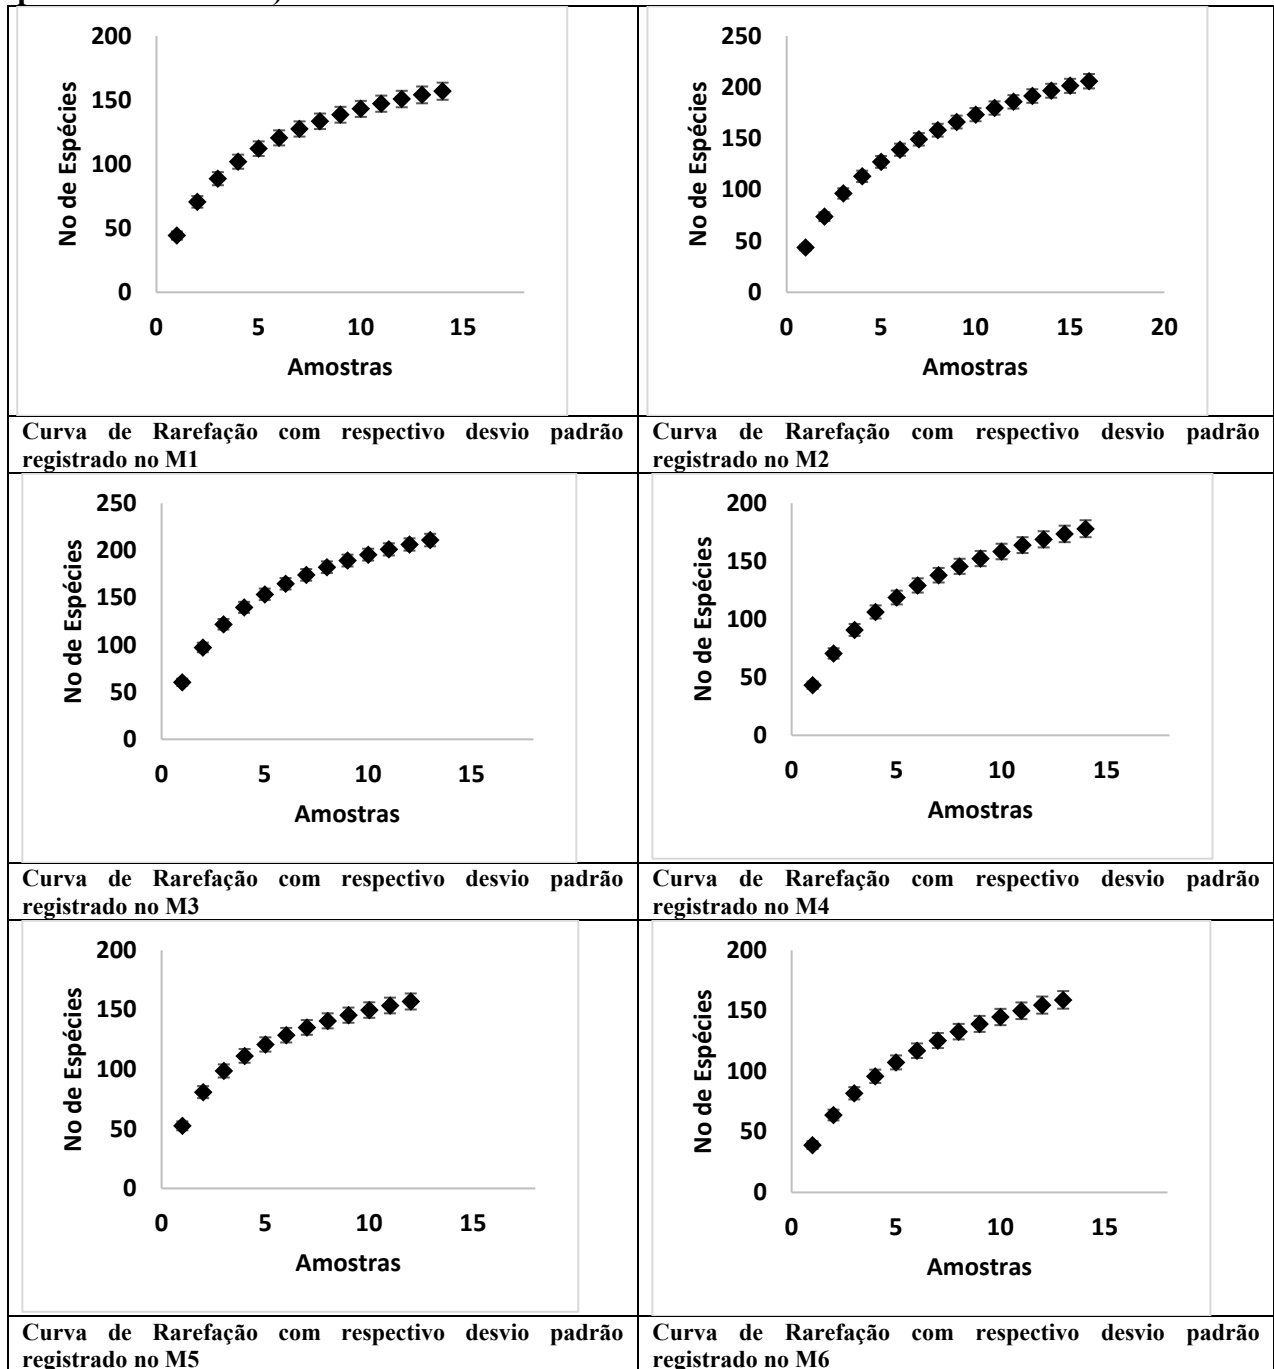 200
150
100
50
0
No de Espécies
0 5 10 15
Amostras
250
200
150
100
50
0
No de Espécies
0 5 10 15 20
Amostras
Curva de Rarefação com respectivo desvio padrão
registrado no M1
Curva de Rarefação com respectivo desvio padrão
registrado no M2
250
200
150
100
50
0
No de Espécies
0 5 10 15
Amostras
200
150
100
50
0
No de Espécies
0 5 10 15
Amostras
Curva de Rarefação com respectivo desvio padrão
registrado no M3
Curva de Rarefação com respectivo desvio padrão
registrado no M4
200
150
100
50
0
No de Espécies
0 5 10 15
Amostras
200
150
100
50
0
No de Espécies
0 5 10 15
Amostras
Curva de Rarefação com respectivo desvio padrão
registrado no M5
Curva de Rarefação com respectivo desvio padrão
registrado no M6